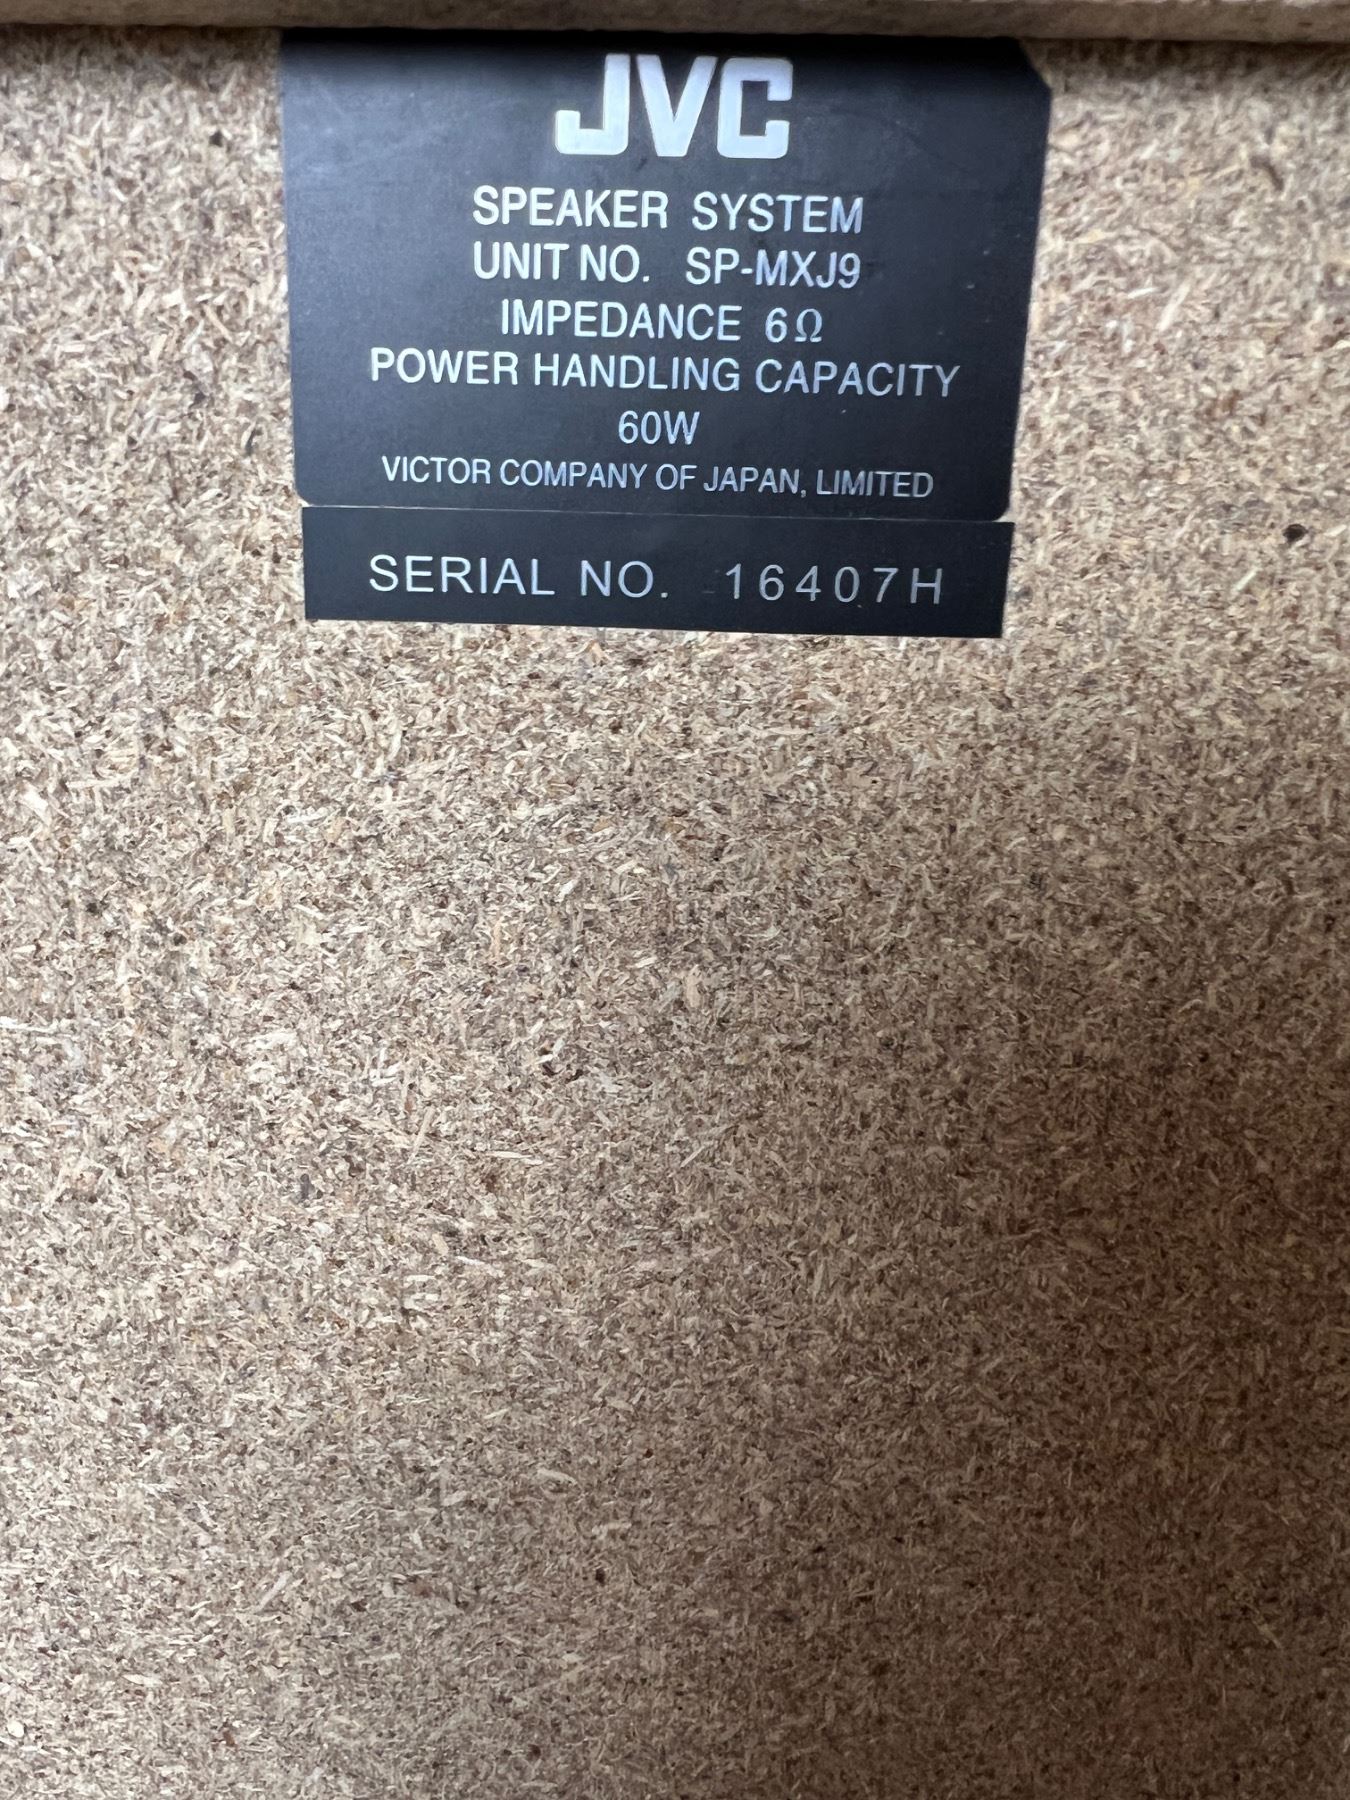 JVC
SPEAKER SYSTEM
UNIT NO. SP-MXJ9
IMPEDANCE 6Ω
POWER HANDLING CAPACITY
60W
VICTOR COMPANY OF JAPAN, LIMITED
SERIAL NO. 16407H